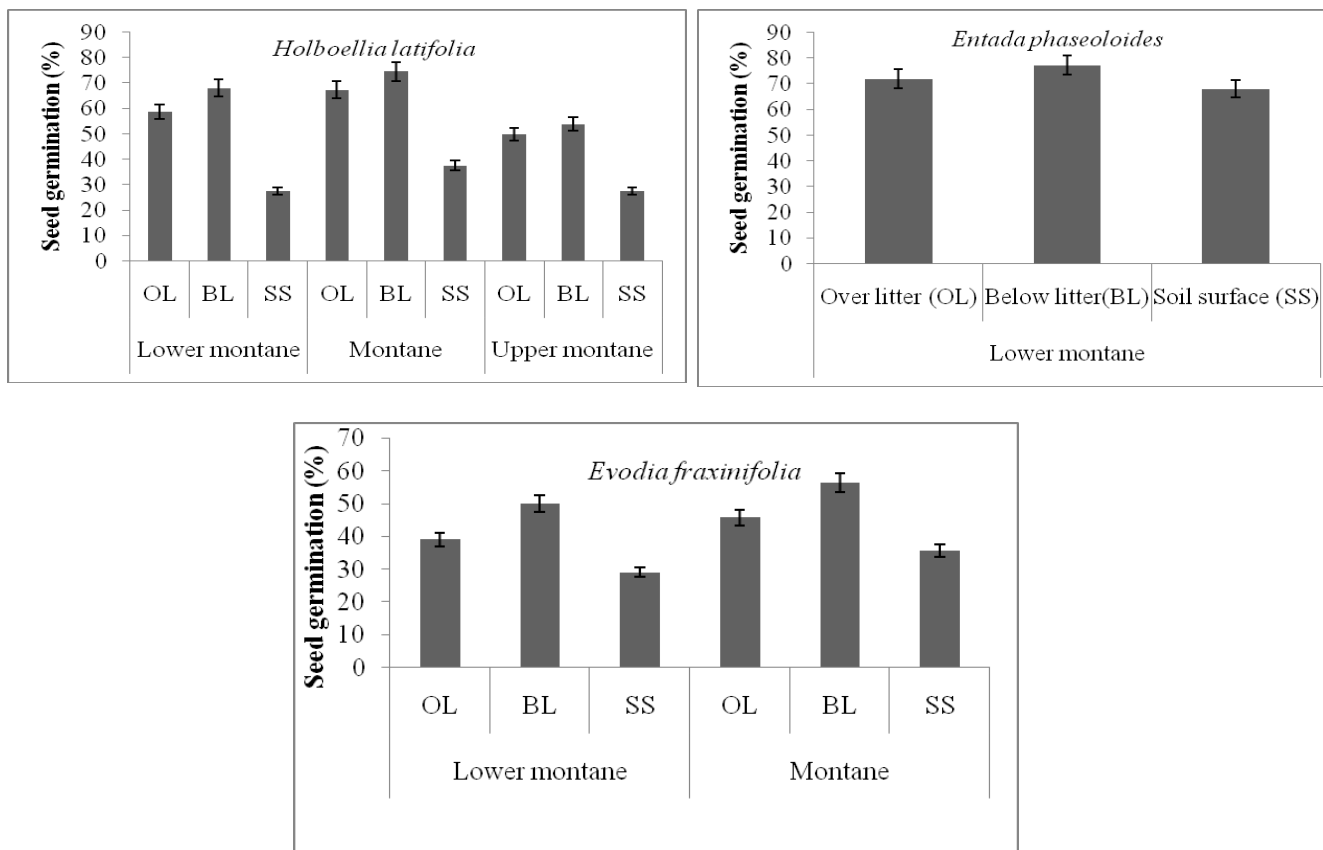 Holboellia latifolia
Seed germination (%)
90
80
70
60
50
40
30
20
10
0
OL BL SS OL BL SS OL BL SS
Lower montane Montane Upper montane
Entada phaseoloides
Seed germination (%)
90
80
70
60
50
40
30
20
10
0
Over litter (OL) Below litter(BL) Soil surface (SS)
Lower montane
Evodia fraxinifolia
Seed germination (%)
70
60
50
40
30
20
10
0
OL BL SS OL BL SS
Lower montane Montane